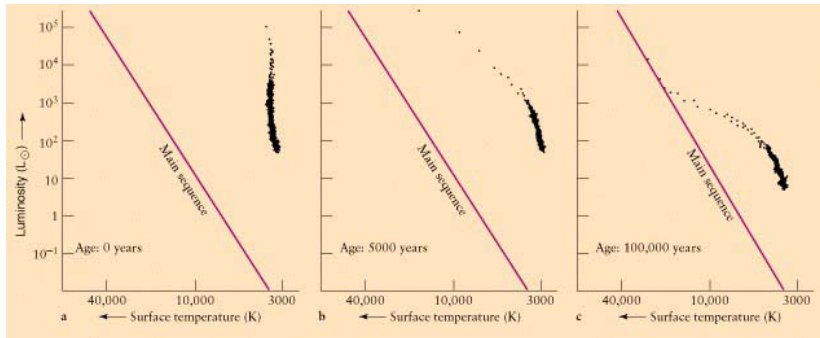 10⁵
10⁴
10³
10²
10
1
10⁻¹
Luminosity (L⊙) →
Main sequence
Age: 0 years
40,000 10,000 3000
a ← Surface temperature (K)
Main sequence
Age: 5000 years
40,000 10,000 3000
b ← Surface temperature (K)
Main sequence
Age: 100,000 years
40,000 10,000 3000
c ← Surface temperature (K)